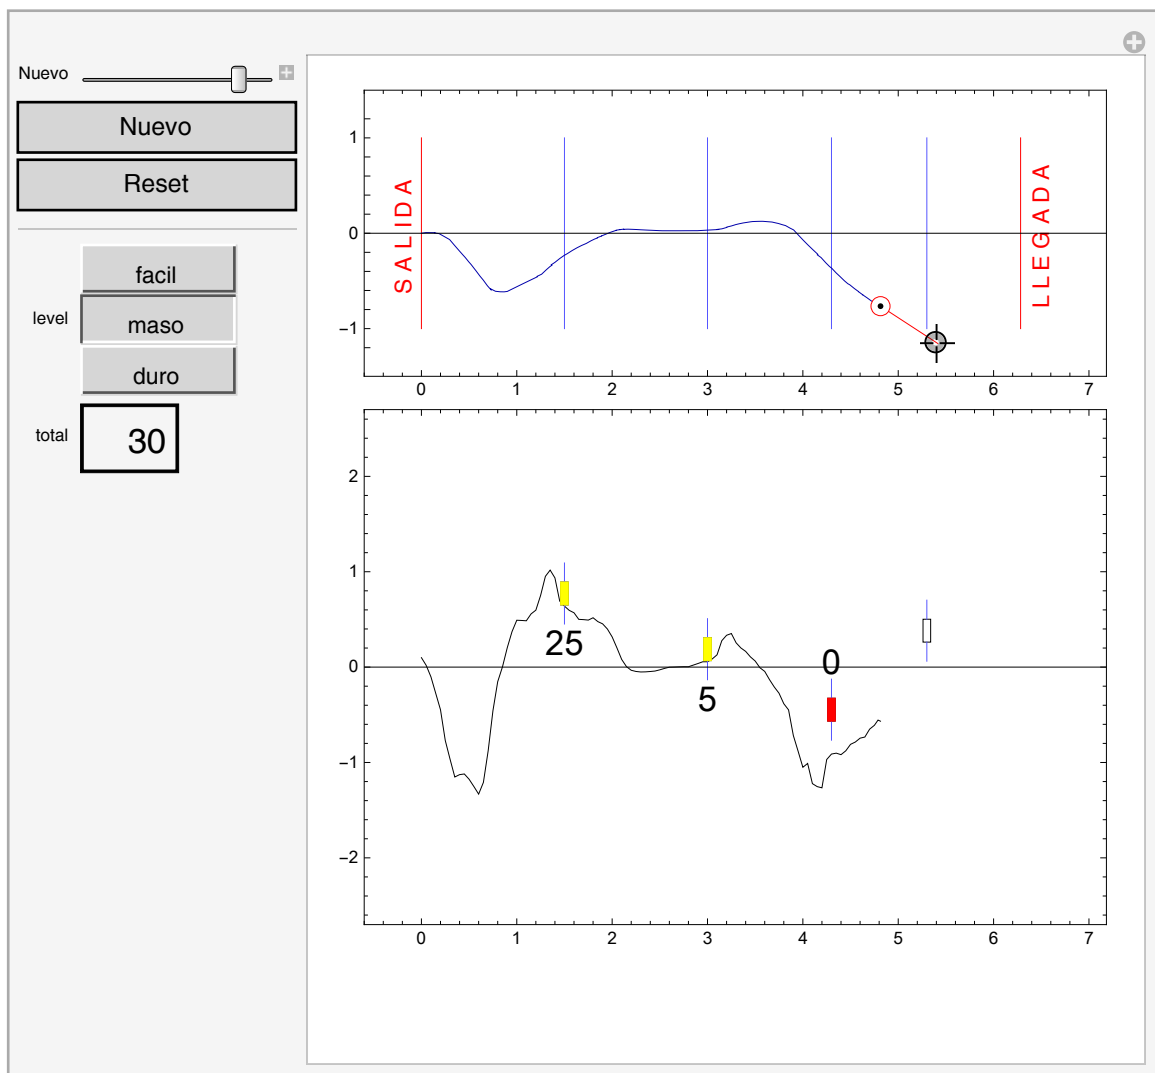 Nuevo
Nuevo
Reset
level
facil
maso
duro
total
30
SALIDA
LLEGADA
1
0
−1
0 1 2 3 4 5 6 7
2
1
0
−1
−2
25
5
0
0 1 2 3 4 5 6 7